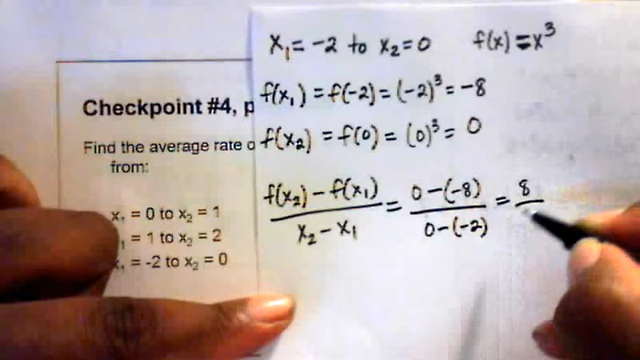 x₁ = -2 to x₂ = 0 f(x) = x³
f(x₁) = f(-2) = (-2)³ = -8
f(x₂) = f(0) = (0)³ = 0
f(x₂) - f(x₁) / x₂ - x₁ = 0 - (-8) / 0 - (-2) = 8 /
Checkpoint #4, p
Find the average rate o
from:
x₁ = 0 to x₂ = 1
₁ = 1 to x₂ = 2
x₁ = -2 to x₂ = 0